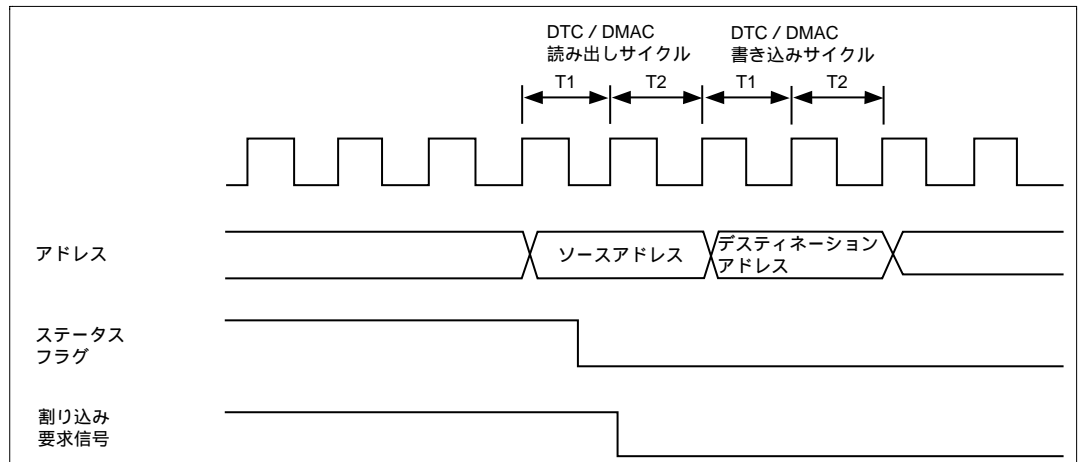 DTC / DMAC
読み出しサイクル
DTC / DMAC
書き込みサイクル
T1 T2 T1 T2
アドレス
ソースアドレス
デスティネーション
アドレス
ステータス
フラグ
割り込み
要求信号